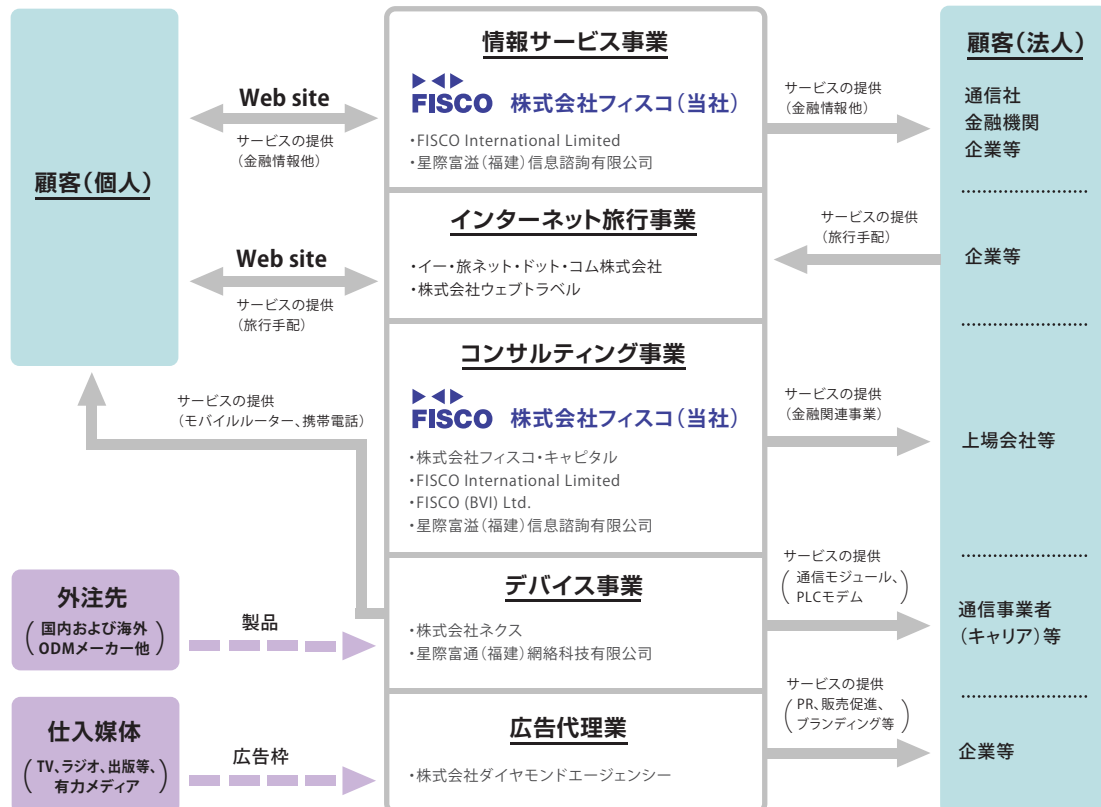 顧客（個人）
Web site
サービスの提供
（金融情報他）
Web site
サービスの提供
（旅行手配）
サービスの提供
（モバイルルーター、携帯電話）
外注先
（国内および海外
ODMメーカー他）
製品
仕入媒体
（TV、ラジオ、出版等、
有力メディア）
広告枠
情報サービス事業
FISCO 株式会社フィスコ（当社）
・FISCO International Limited
・星際富溢（福建）信息諮詢有限公司
インターネット旅行事業
・イー・旅ネット・ドット・コム株式会社
・株式会社ウェブトラベル
コンサルティング事業
FISCO 株式会社フィスコ（当社）
・株式会社フィスコ・キャピタル
・FISCO International Limited
・FISCO (BVI) Ltd.
・星際富溢（福建）信息諮詢有限公司
デバイス事業
・株式会社ネクス
・星際富通（福建）網絡科技有限公司
広告代理業
・株式会社ダイヤモンドエージェンシー
サービスの提供
（金融情報他）
サービスの提供
（旅行手配）
サービスの提供
（金融関連事業）
サービスの提供
（通信モジュール、
PLCモデム）
サービスの提供
（PR、販売促進、
ブランディング等）
顧客（法人）
通信社
金融機関
企業等
企業等
上場会社等
通信事業者
（キャリア）等
企業等